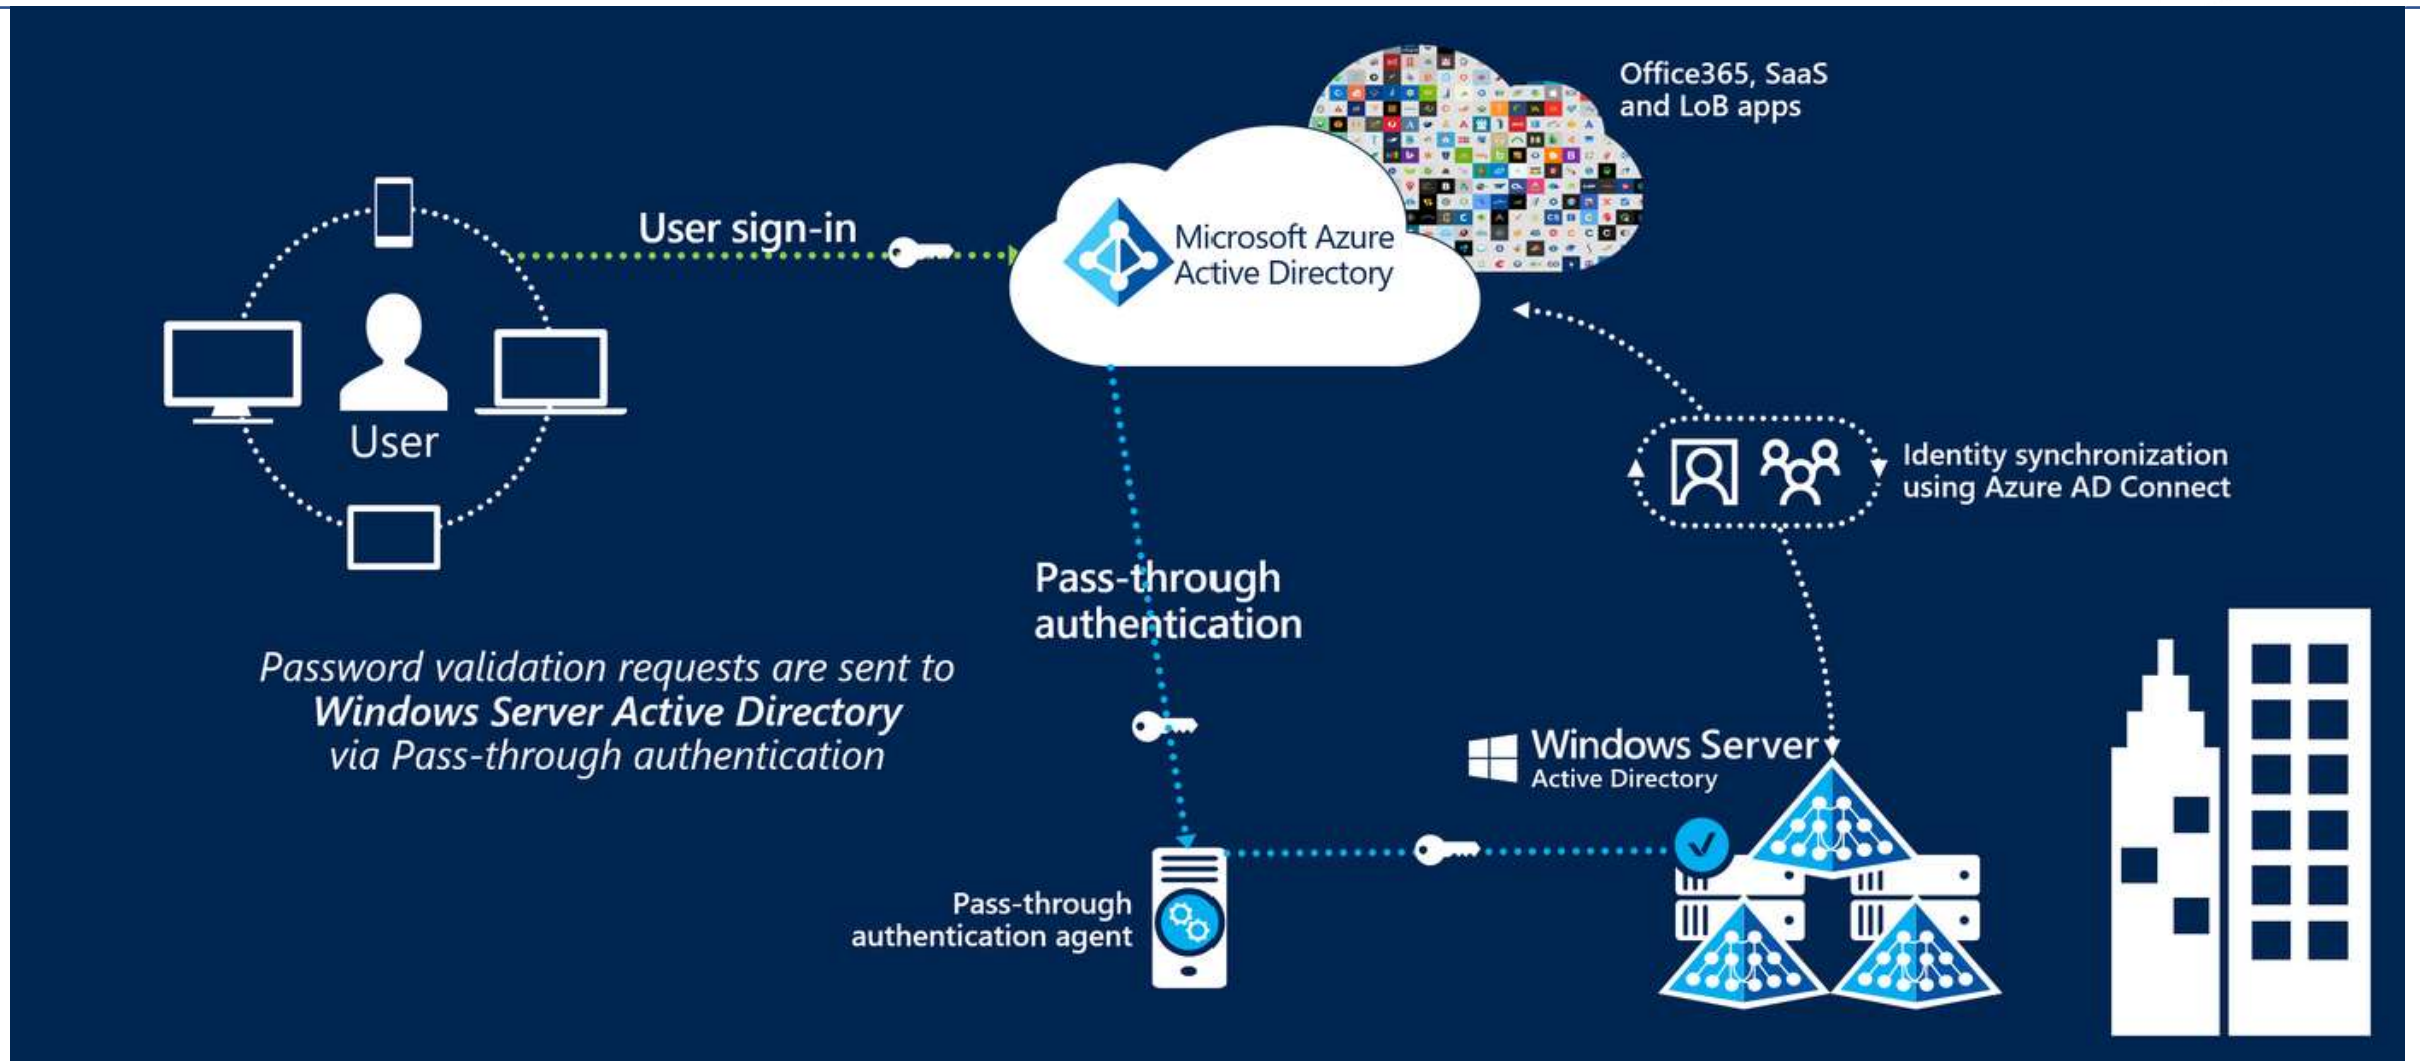 Office365, SaaS
and LoB apps
User sign-in
Microsoft Azure
Active Directory
User
Identity synchronization
using Azure AD Connect
Pass-through
authentication
Password validation requests are sent to
Windows Server Active Directory
via Pass-through authentication
Windows Server
Active Directory
Pass-through
authentication agent